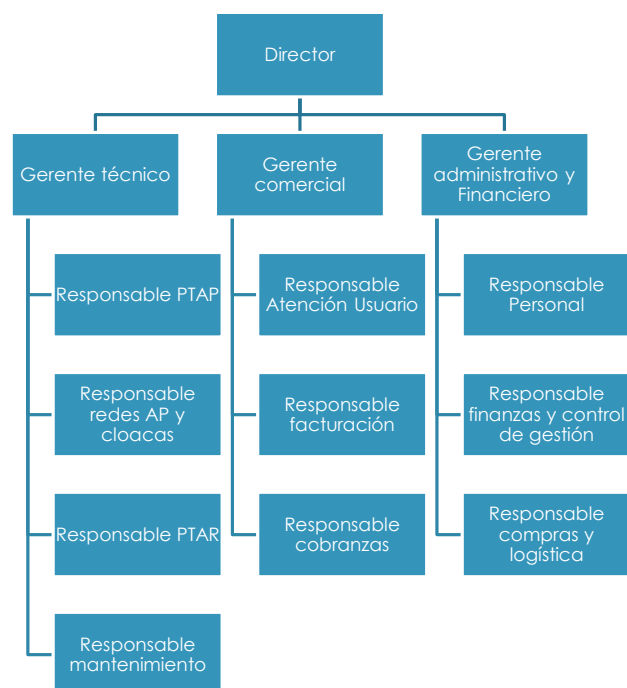 Director
Gerente técnico
Gerente
comercial
Gerente
administrativo y
Financiero
Responsable PTAP
Responsable
Atención Usuario
Responsable
Personal
Responsable
redes AP y
cloacas
Responsable
facturación
Responsable
finanzas y control
de gestión
Responsable PTAR
Responsable
cobranzas
Responsable
compras y
logística
Responsable
mantenimiento